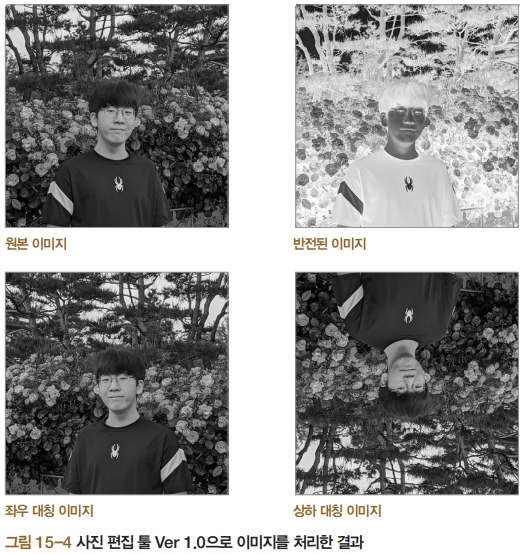 원본 이미지
반전된 이미지
좌우 대칭 이미지
상하 대칭 이미지
그림 15-4 사진 편집 툴 Ver 1.0으로 이미지를 처리한 결과